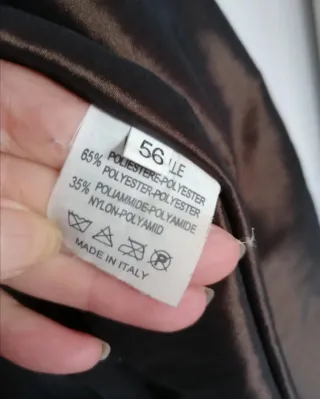 56
LE
65% POLIESTERE-POLYESTER
POLYESTER-POLYESTER
35% POLIAMMIDE-POLYAMIDE
NYLON-POLYAMID
P
MADE IN ITALY